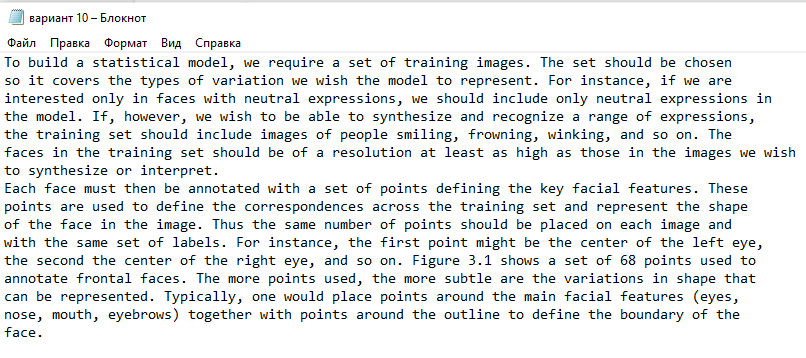 вариант 10 – Блокнот
Файл Правка Формат Вид Справка
To build a statistical model, we require a set of training images. The set should be chosen
so it covers the types of variation we wish the model to represent. For instance, if we are
interested only in faces with neutral expressions, we should include only neutral expressions in
the model. If, however, we wish to be able to synthesize and recognize a range of expressions,
the training set should include images of people smiling, frowning, winking, and so on. The
faces in the training set should be of a resolution at least as high as those in the images we wish
to synthesize or interpret.
Each face must then be annotated with a set of points defining the key facial features. These
points are used to define the correspondences across the training set and represent the shape
of the face in the image. Thus the same number of points should be placed on each image and
with the same set of labels. For instance, the first point might be the center of the left eye,
the second the center of the right eye, and so on. Figure 3.1 shows a set of 68 points used to
annotate frontal faces. The more points used, the more subtle are the variations in shape that
can be represented. Typically, one would place points around the main facial features (eyes,
nose, mouth, eyebrows) together with points around the outline to define the boundary of the
face.